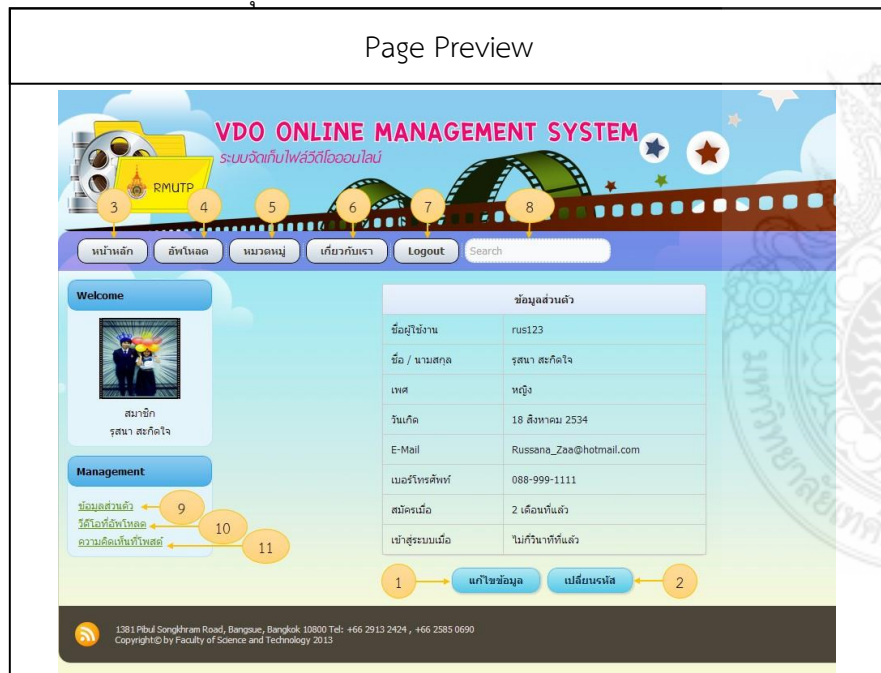 Page Preview
VDO ONLINE MANAGEMENT SYSTEM
ระบบจัดเก็บไฟล์วีดีโอออนไลน์
RMUTP
3 4 5 6 7 8
หน้าหลัก อัพโหลด หมวดหมู่ เกี่ยวกับเรา Logout Search
Welcome
สมาชิก
รุสนา สะกิดใจ
Management
ข้อมูลส่วนตัว 9
วีดีโอที่อัพโหลด 10
ความคิดเห็นที่โพสต์ 11
ข้อมูลส่วนตัว
ชื่อผู้ใช้งาน rus123
ชื่อ / นามสกุล รุสนา สะกิดใจ
เพศ หญิง
วันเกิด 18 สิงหาคม 2534
E-Mail Russana_Zaa@hotmail.com
เบอร์โทรศัพท์ 088-999-1111
สมัครเมื่อ 2 เดือนที่แล้ว
เข้าสู่ระบบเมื่อ ไม่กี่วินาทีที่แล้ว
1 แก้ไขข้อมูล เปลี่ยนรหัส 2
1381 Pibul Songkhram Road, Bangsue, Bangkok 10800 Tel: +66 2913 2424 , +66 2585 0690
Copyright© by Faculty of Science and Technology 2013